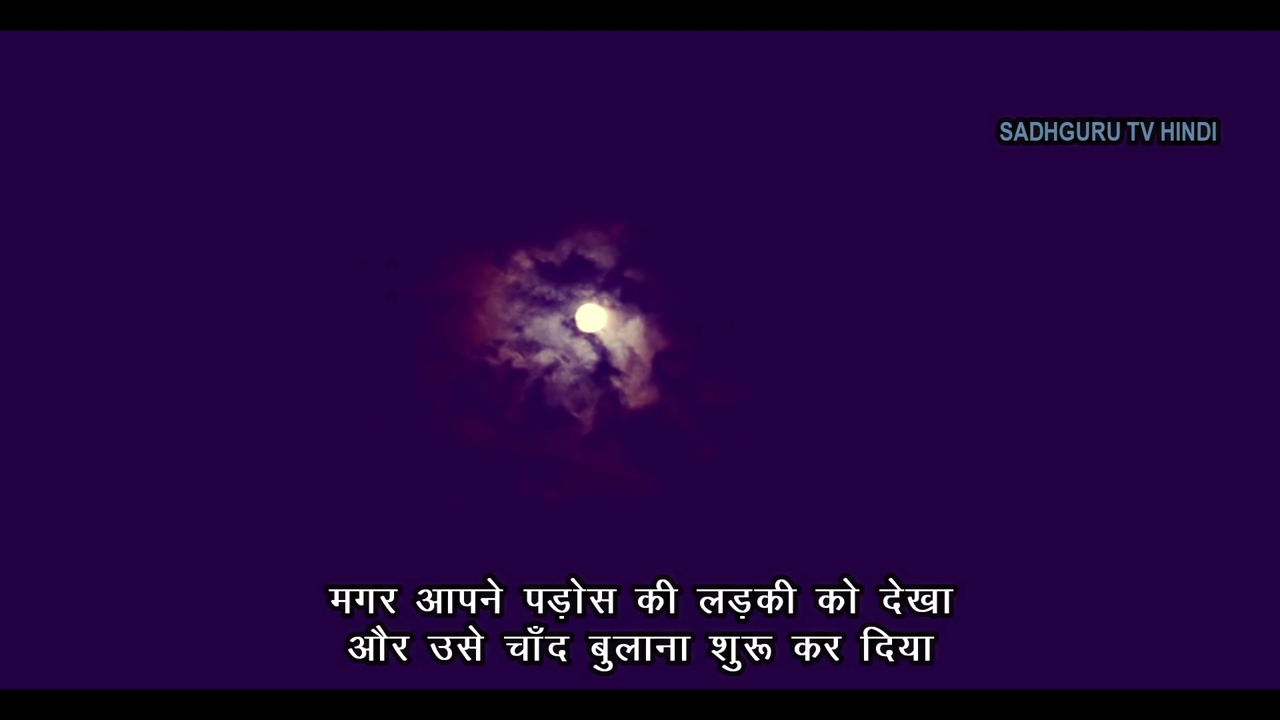 SADHGURU TV HINDI
मगर आपने पड़ोस की लड़की को देखा
और उसे चाँद बुलाना शुरू कर दिया